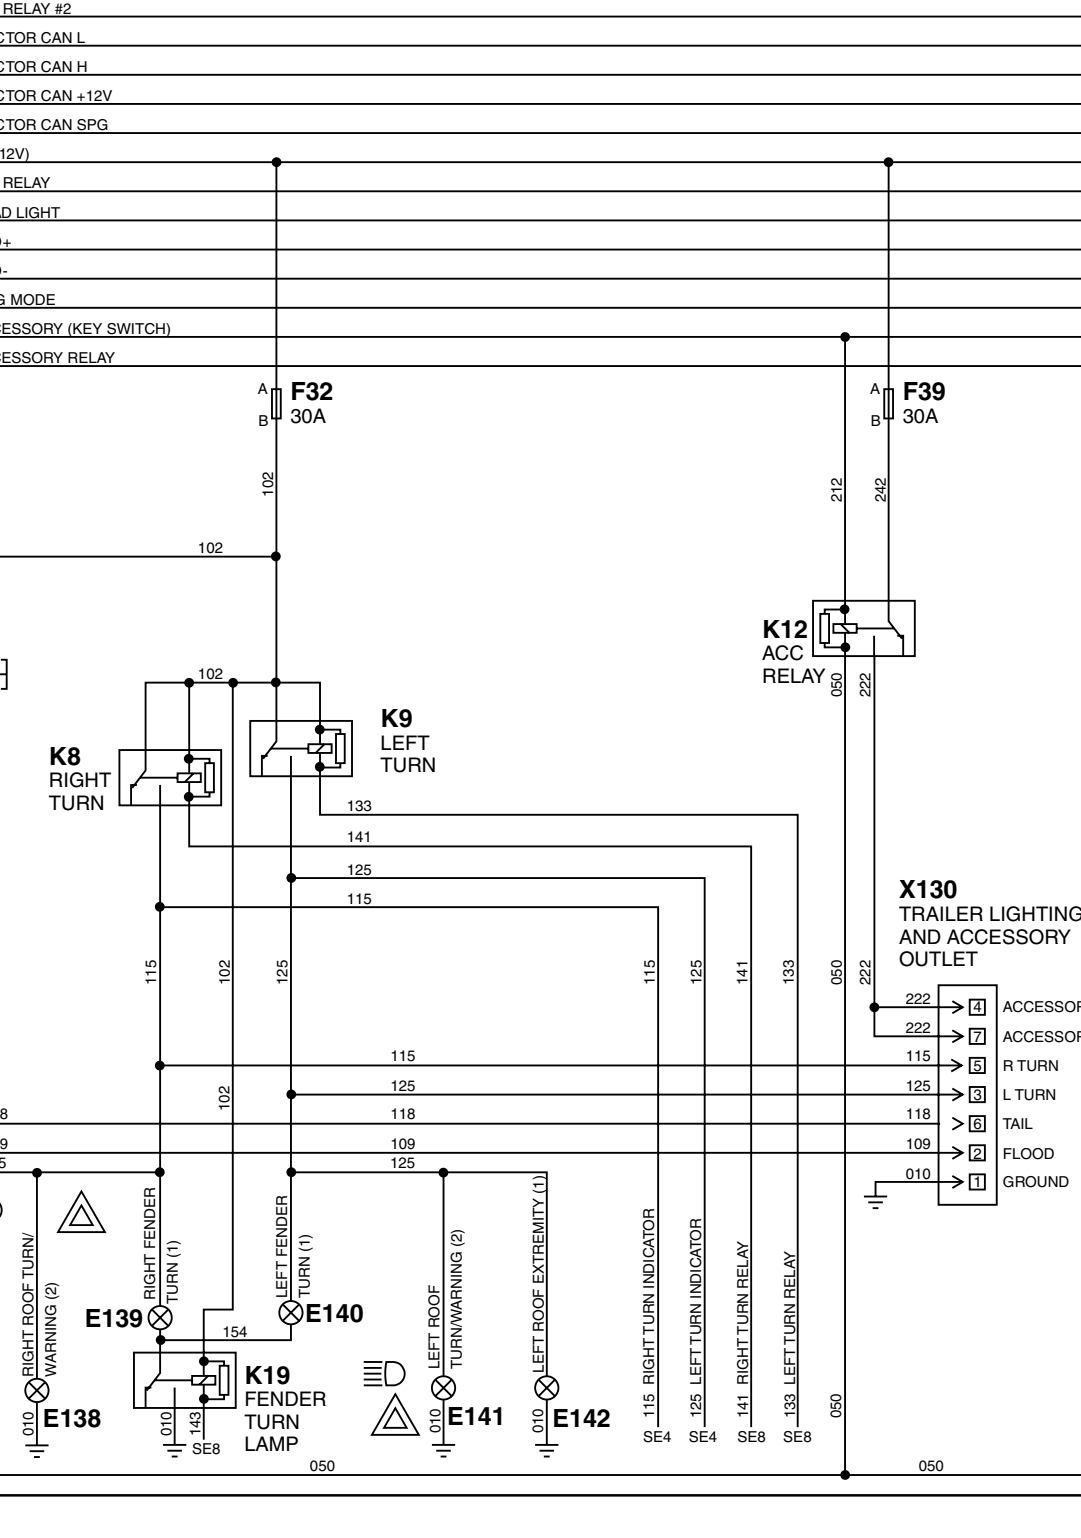 RELAY #2
CTOR CAN L
CTOR CAN H
CTOR CAN +12V
CTOR CAN SPG
12V)
RELAY
AD LIGHT
+
-
G MODE
CESSORY (KEY SWITCH)
CESSORY RELAY
A
B
F32
30A
A
B
F39
30A
102
212
242
102
K12
ACC
RELAY
050
222
102
K9
LEFT
TURN
K8
RIGHT
TURN
133
141
125
115
X130
TRAILER LIGHTING
AND ACCESSORY
OUTLET
115
102
125
115
125
141
133
050
222
222
4
ACCESSOR
222
7
ACCESSOR
115
115
5
R TURN
102
125
125
3
L TURN
8
118
118
6
TAIL
9
109
109
2
FLOOD
5
125
010
1
GROUND
RIGHT ROOF TURN/
WARNING (2)
RIGHT FENDER
TURN (1)
LEFT FENDER
TURN (1)
LEFT ROOF
TURN/WARNING (2)
LEFT ROOF EXTREMITY (1)
115 RIGHT TURN INDICATOR
125 LEFT TURN INDICATOR
141 RIGHT TURN RELAY
133 LEFT TURN RELAY
E139
E140
154
K19
FENDER
TURN
LAMP
010
E138
010
143
SE8
010
E141
010
E142
SE4
SE4
SE8
SE8
050
050
050